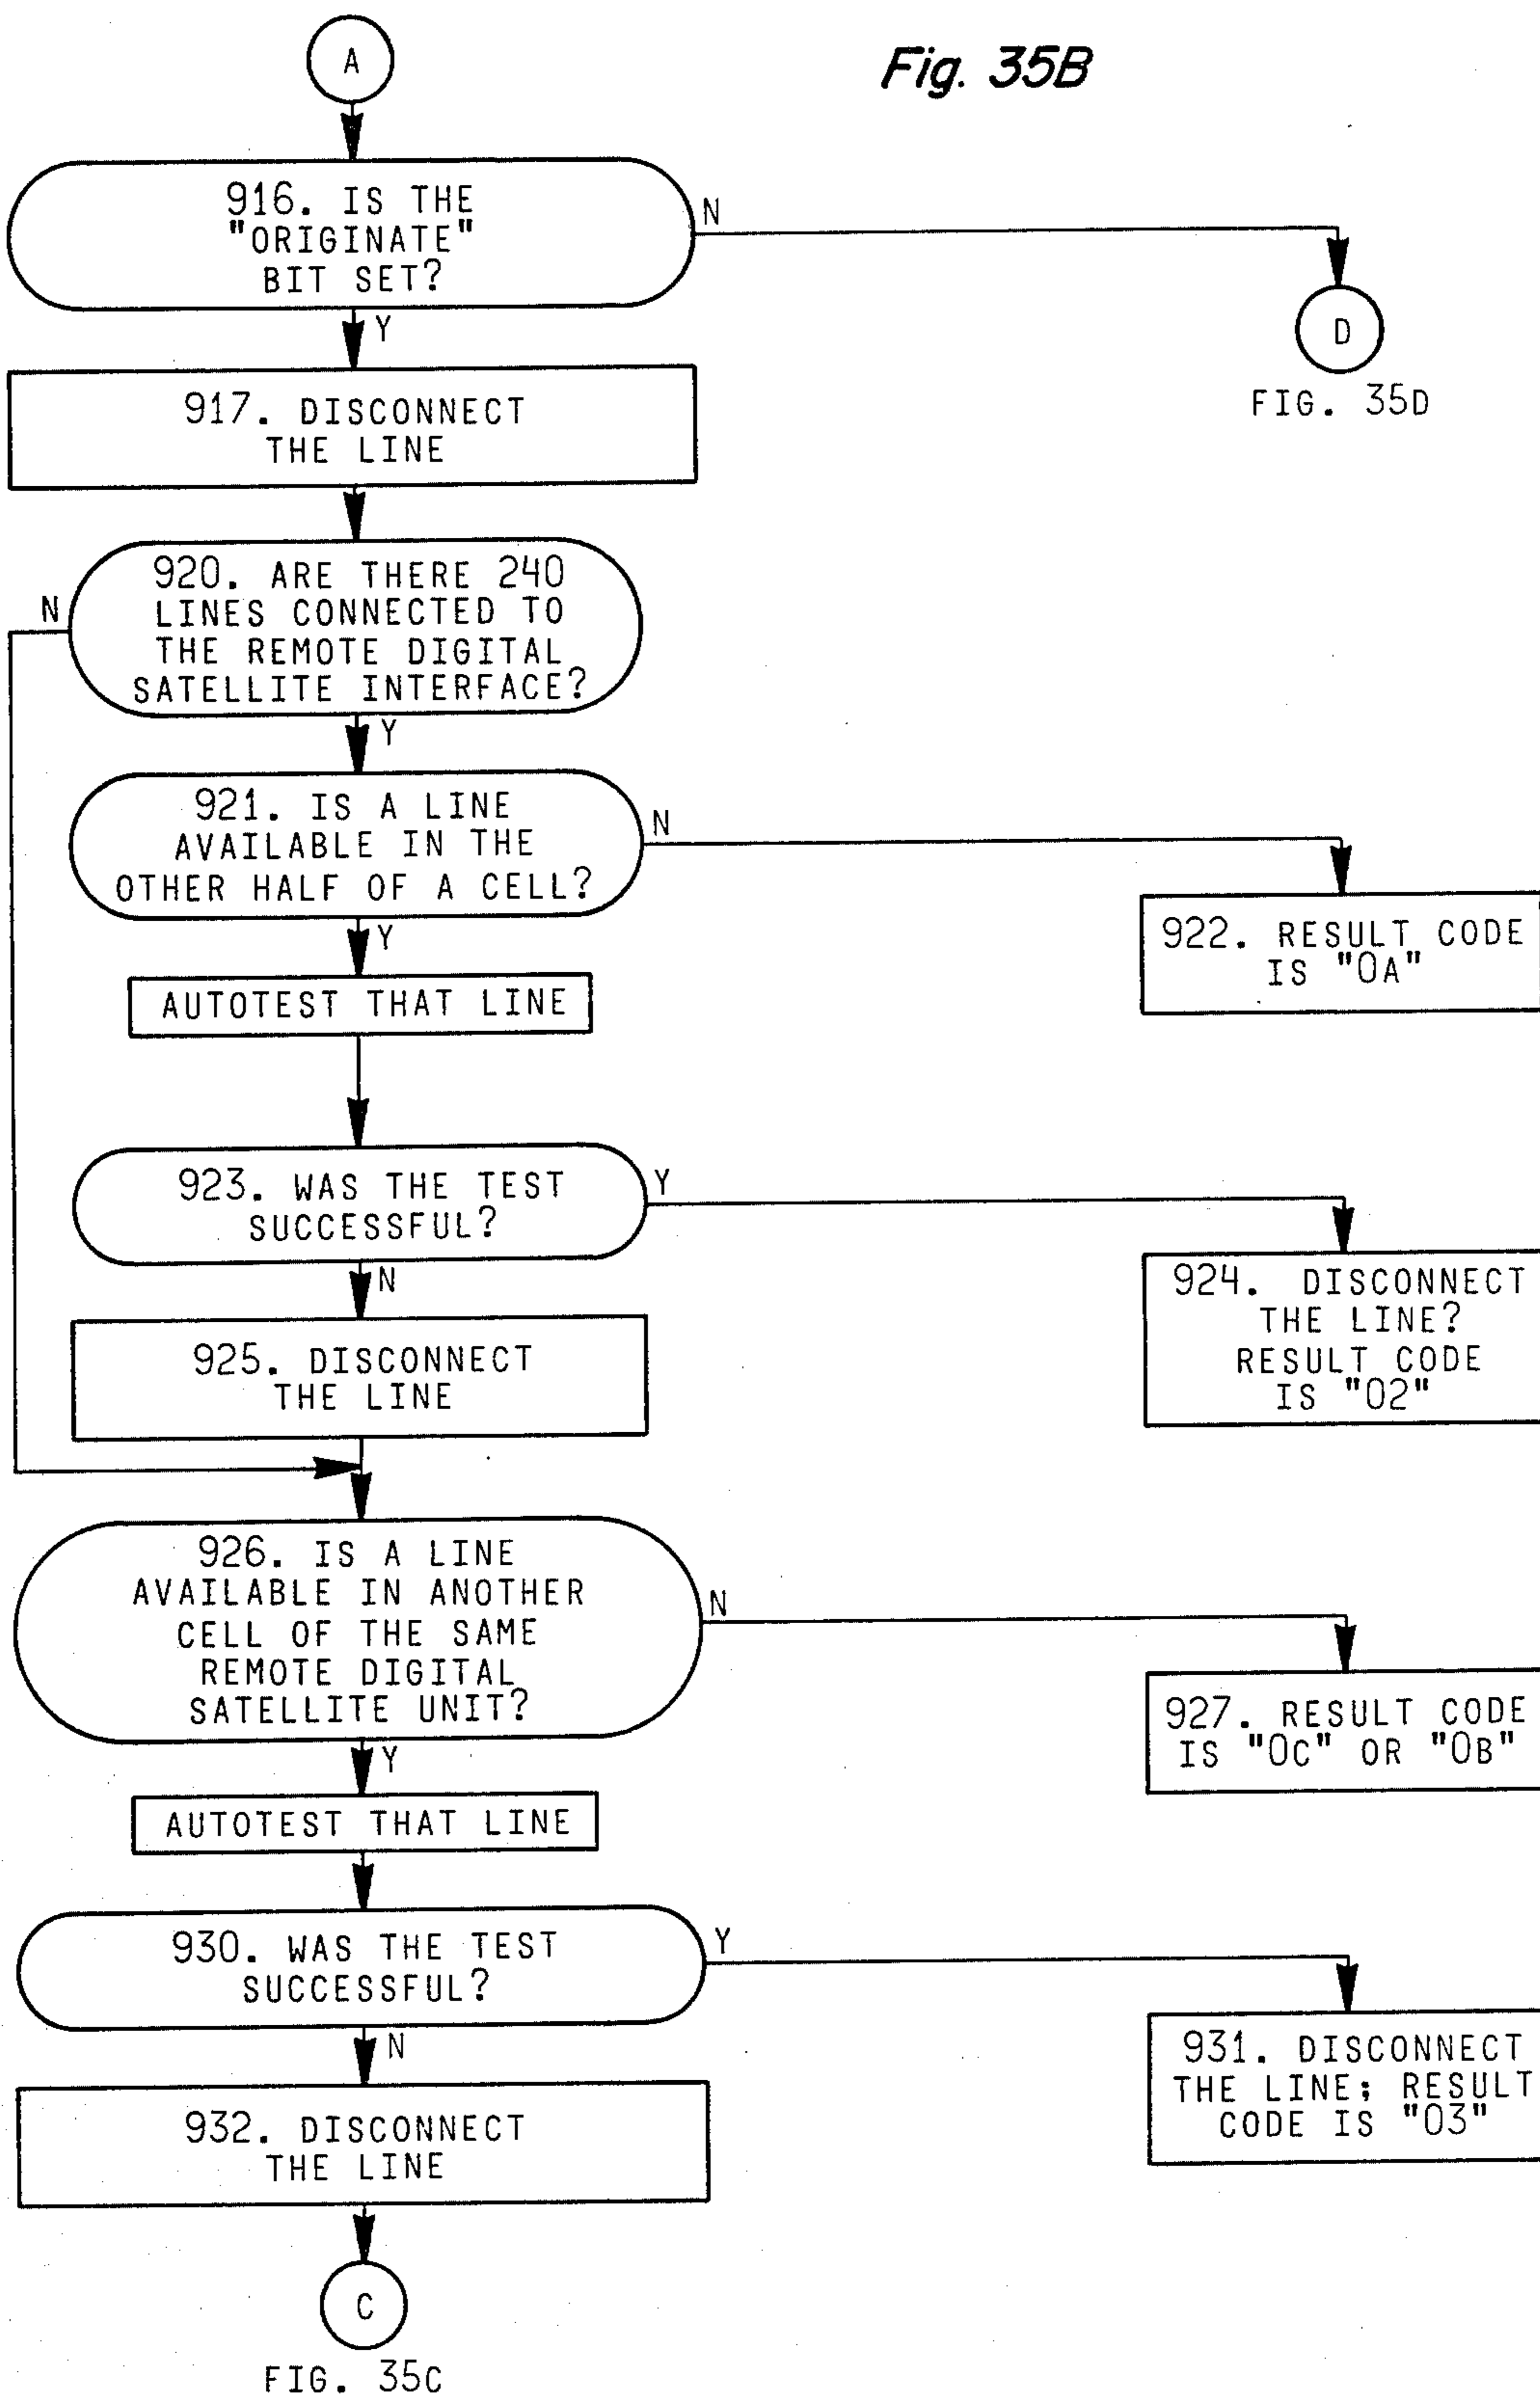 A
Fig. 35B
916. IS THE
"ORIGINATE"
BIT SET?
N
Y
D
FIG. 35D
917. DISCONNECT
THE LINE
920. ARE THERE 240
LINES CONNECTED TO
THE REMOTE DIGITAL
SATELLITE INTERFACE?
N
Y
921. IS A LINE
AVAILABLE IN THE
OTHER HALF OF A CELL?
N
Y
922. RESULT CODE
IS "0A"
AUTOTEST THAT LINE
923. WAS THE TEST
SUCCESSFUL?
Y
N
924. DISCONNECT
THE LINE?
RESULT CODE
IS "02"
925. DISCONNECT
THE LINE
926. IS A LINE
AVAILABLE IN ANOTHER
CELL OF THE SAME
REMOTE DIGITAL
SATELLITE UNIT?
N
Y
927. RESULT CODE
IS "0C" OR "0B"
AUTOTEST THAT LINE
930. WAS THE TEST
SUCCESSFUL?
Y
N
931. DISCONNECT
THE LINE; RESULT
CODE IS "03"
932. DISCONNECT
THE LINE
C
FIG. 35C